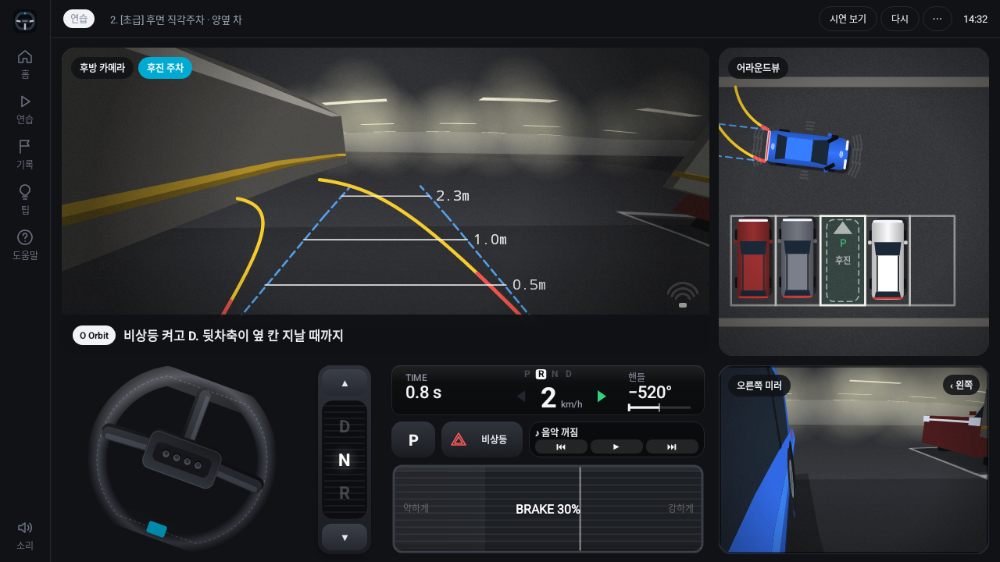 연습
2. [초급] 후면 직각주차 · 양옆 차
시연 보기
다시
14:32
홈
연습
기록
팁
도움말
소리
후방 카메라
후진 주차
2.3m
1.0m
0.5m
O Orbit
비상등 켜고 D. 뒷차축이 옆 칸 지날 때까지
어라운드뷰
P
후진
D
N
R
TIME
0.8 s
P R N D
2 km/h
핸들
−520°
P
비상등
♪ 음악 꺼짐
약하게
BRAKE 30%
강하게
오른쪽 미러
‹ 왼쪽